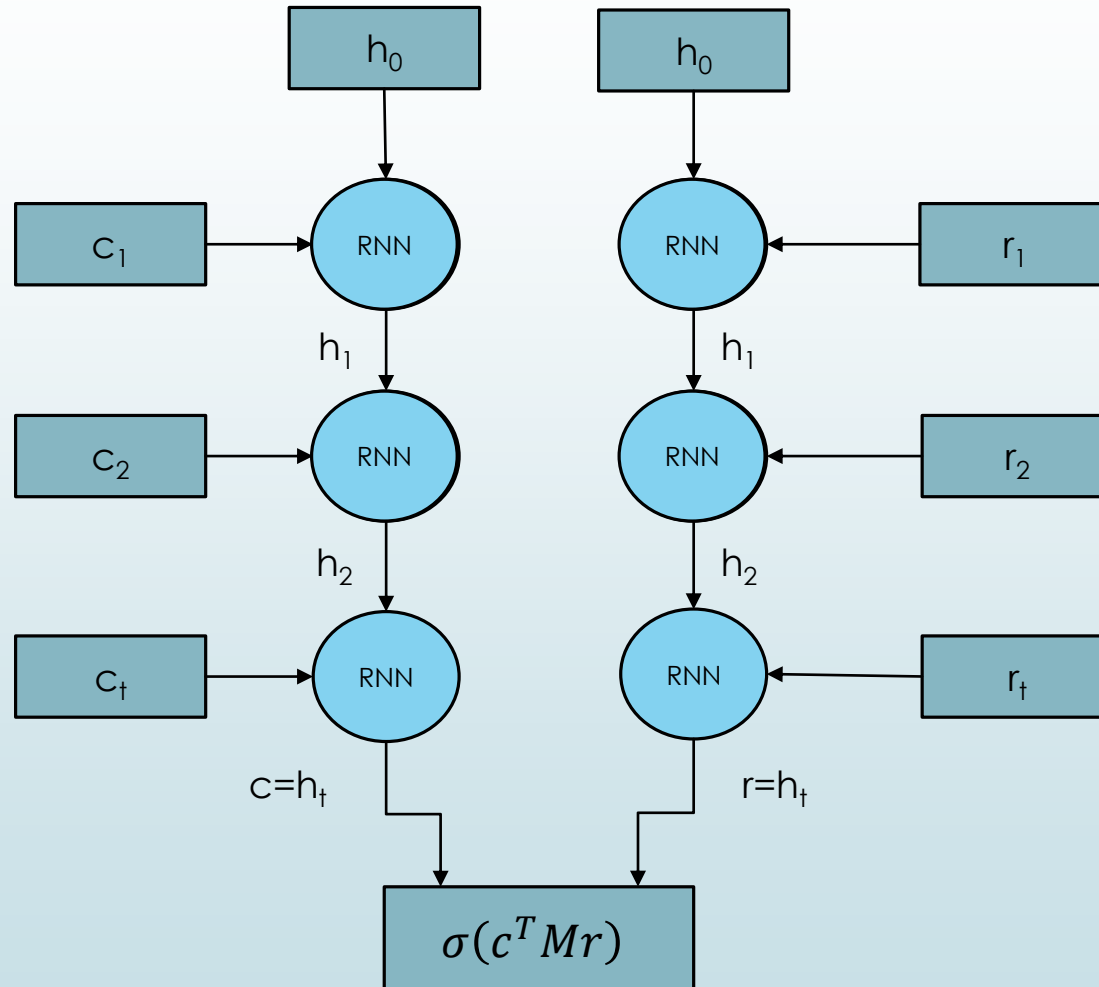 h₀
h₀
c₁
RNN
RNN
r₁
h₁
h₁
c₂
RNN
RNN
r₂
h₂
h₂
cₜ
RNN
RNN
rₜ
c=hₜ
r=hₜ
σ(cᵀMr)